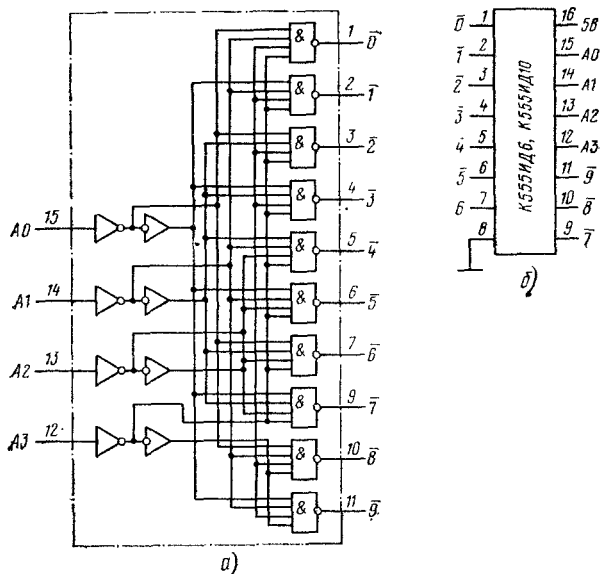 & 1 0̅
& 2 1̅
& 3 2̅
& 4 3̅
A0 15
& 5 4̅
A1 14
& 6 5̅
A2 13
& 7 6̅
& 9 7̅
A3 12
& 10 8̅
& 11 9̅
а)
0̅ 1 16 5В
1̅ 2 15 A0
2̅ 3 14 A1
3̅ 4 13 A2
4̅ 5 12 A3
5̅ 6 11 9̅
6 7 10 8̅
8 9 7̅
К555ИД6, К555ИД10
б)